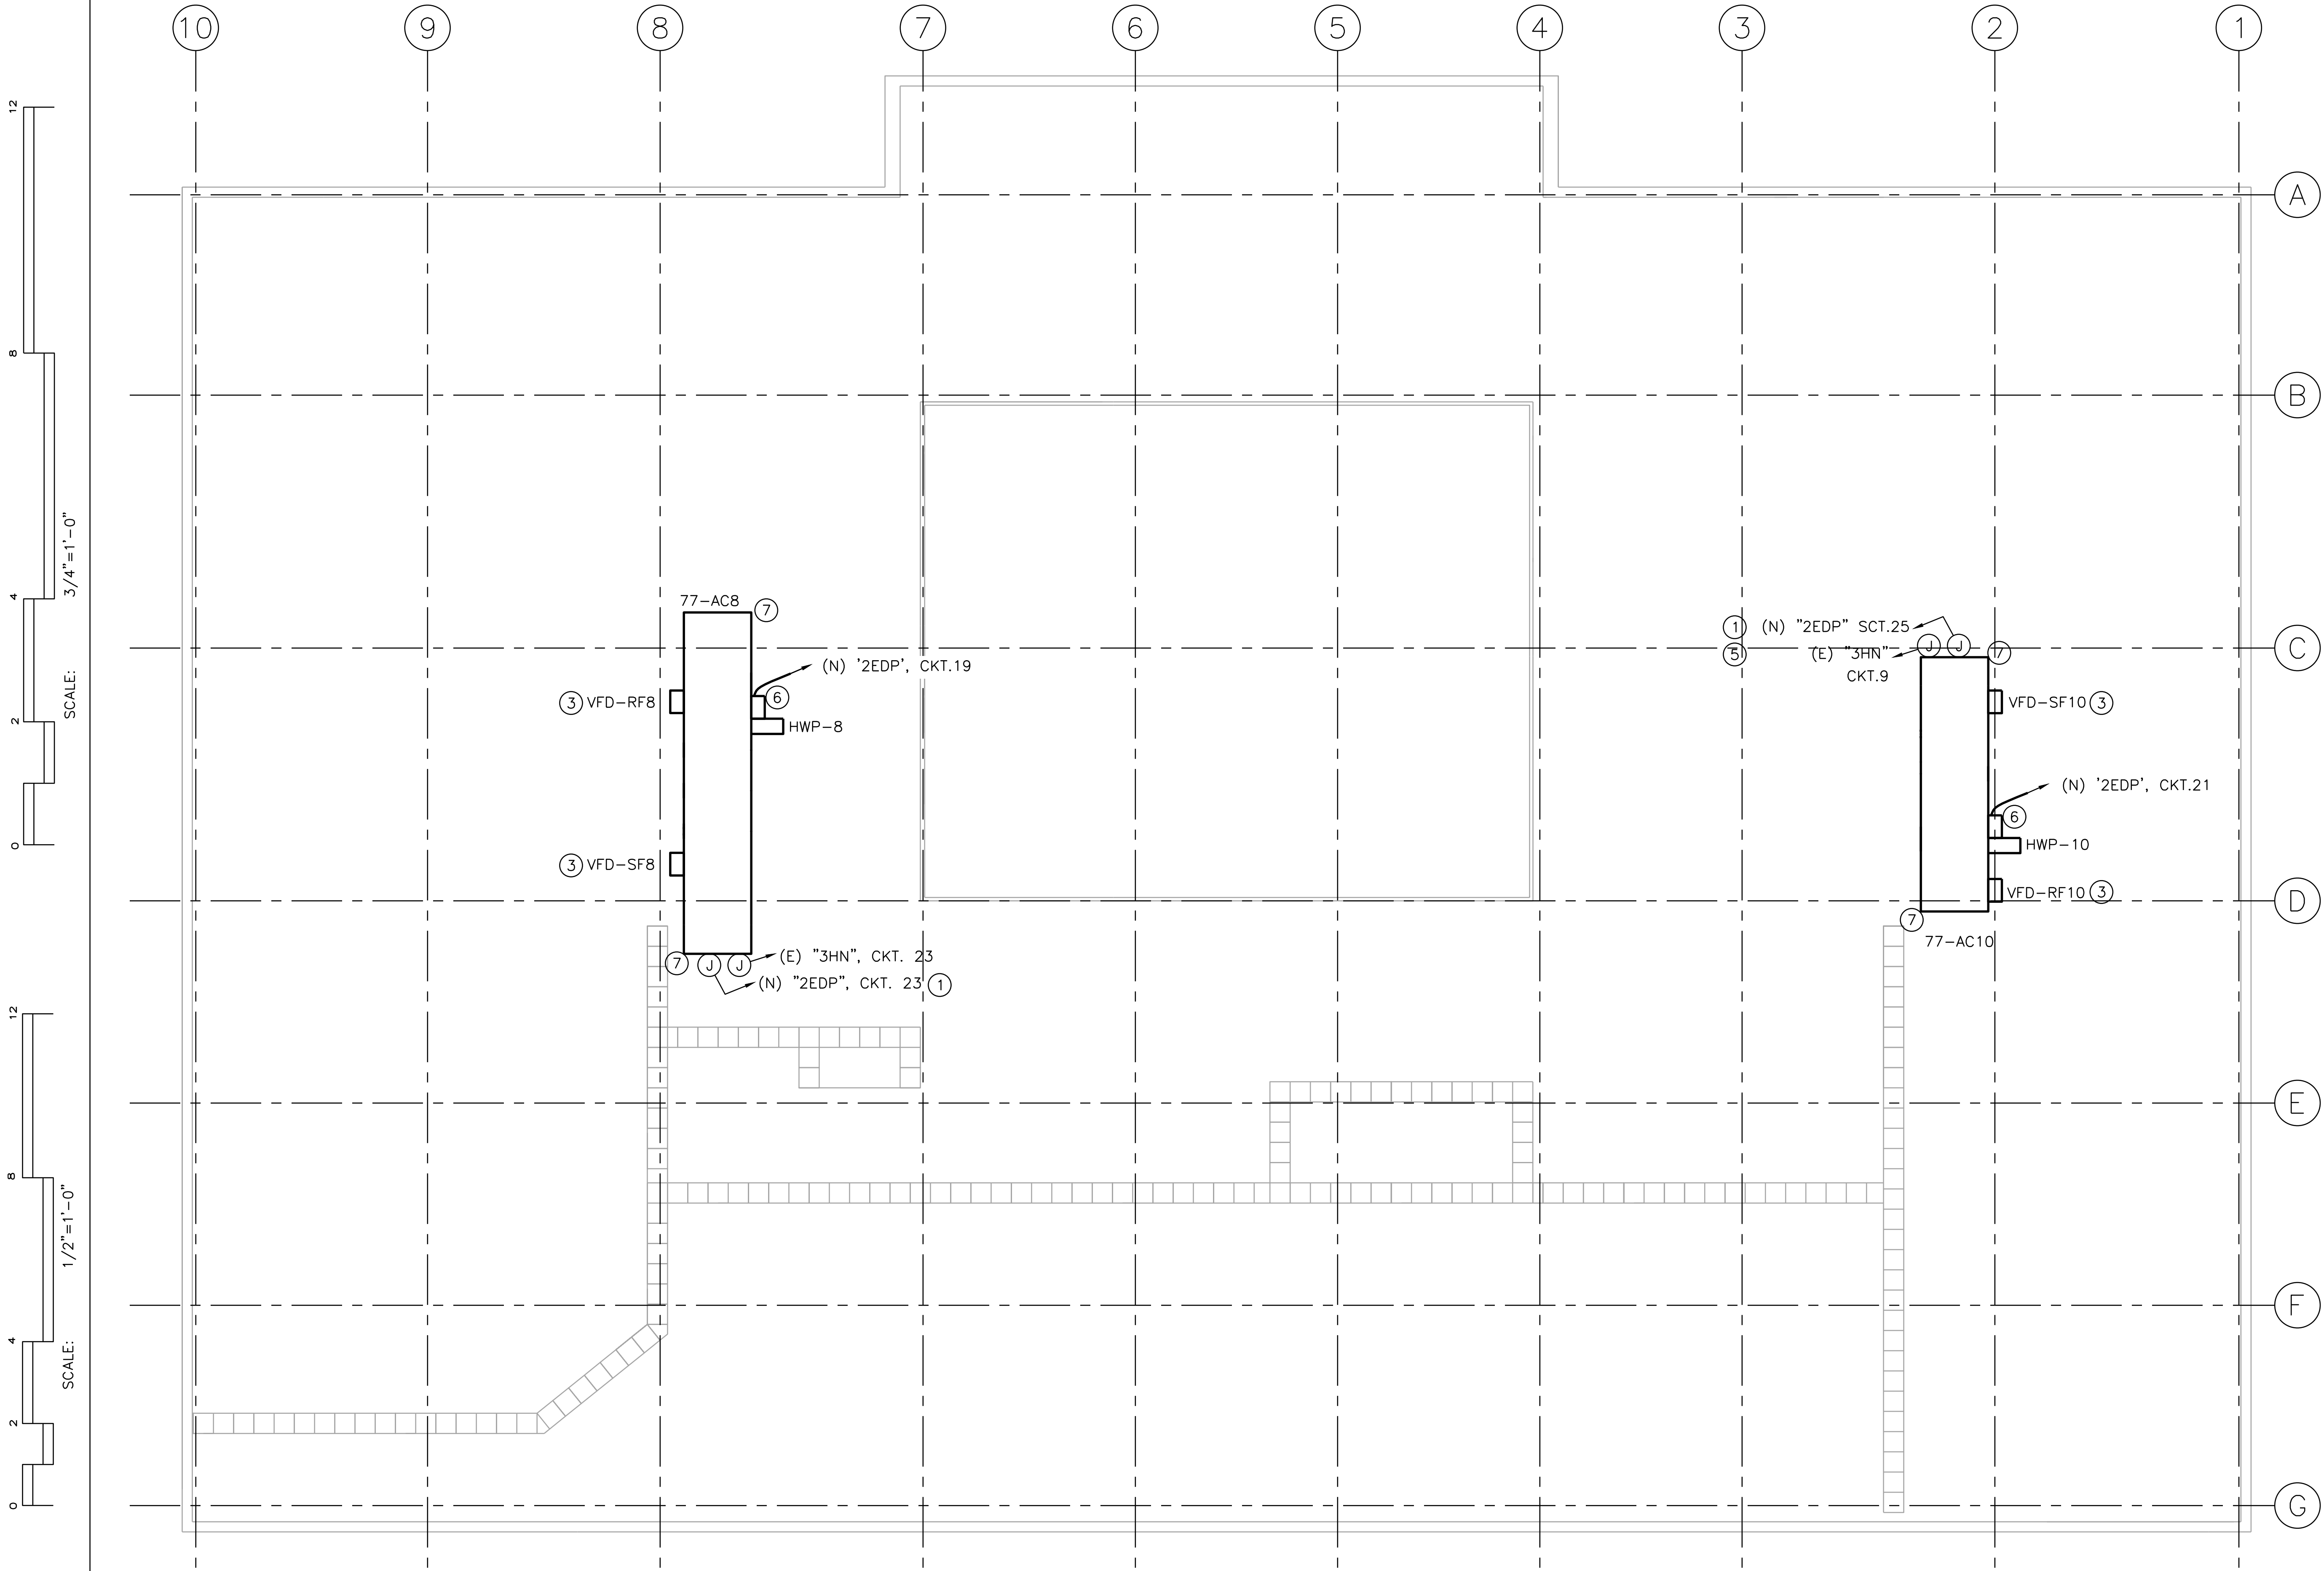 10 9 8 7 6 5 4 3 2 1
A
B
C
D
E
F
G
12
8
4
2
0
SCALE: 3/4"=1'-0"
12
8
4
2
0
SCALE: 1/2"=1'-0"
77-AC8 7
(N) '2EDP', CKT.19
3 VFD-RF8
6
HWP-8
3 VFD-SF8
7 J J
(E) "3HN", CKT. 23
(N) "2EDP", CKT. 23 1
1 (N) "2EDP" SCT.25
5 (E) "3HN"
CKT.9
J J 7
VFD-SF10 3
(N) '2EDP', CKT.21
6
HWP-10
VFD-RF10 3
7
77-AC10